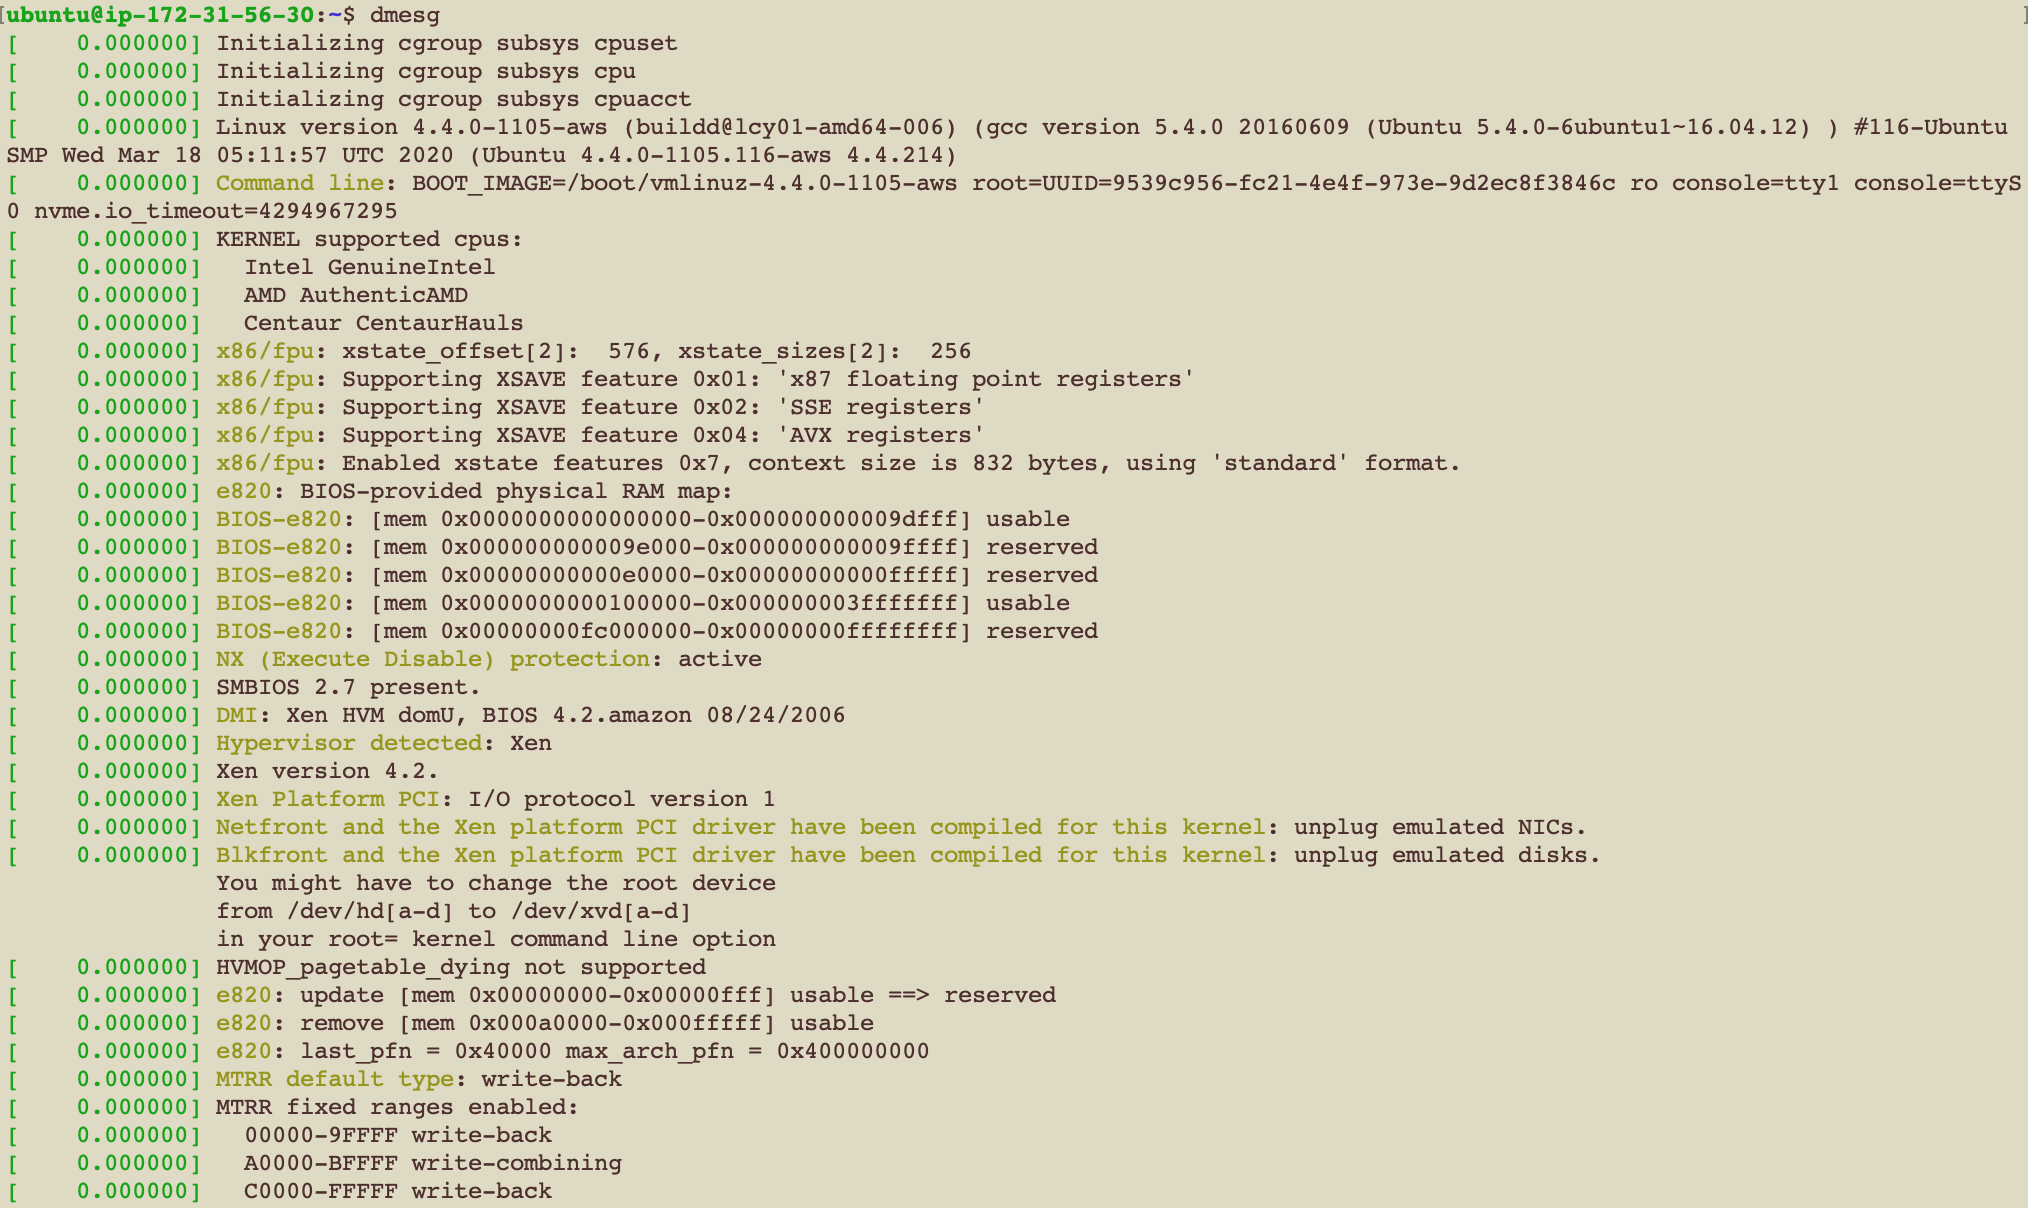 [ubuntu@ip-172-31-56-30:~$ dmesg ]
[    0.000000] Initializing cgroup subsys cpuset
[    0.000000] Initializing cgroup subsys cpu
[    0.000000] Initializing cgroup subsys cpuacct
[    0.000000] Linux version 4.4.0-1105-aws (buildd@lcy01-amd64-006) (gcc version 5.4.0 20160609 (Ubuntu 5.4.0-6ubuntu1~16.04.12) ) #116-Ubuntu
SMP Wed Mar 18 05:11:57 UTC 2020 (Ubuntu 4.4.0-1105.116-aws 4.4.214)
[    0.000000] Command line: BOOT_IMAGE=/boot/vmlinuz-4.4.0-1105-aws root=UUID=9539c956-fc21-4e4f-973e-9d2ec8f3846c ro console=tty1 console=ttyS
0 nvme.io_timeout=4294967295
[    0.000000] KERNEL supported cpus:
[    0.000000]   Intel GenuineIntel
[    0.000000]   AMD AuthenticAMD
[    0.000000]   Centaur CentaurHauls
[    0.000000] x86/fpu: xstate_offset[2]:  576, xstate_sizes[2]:  256
[    0.000000] x86/fpu: Supporting XSAVE feature 0x01: 'x87 floating point registers'
[    0.000000] x86/fpu: Supporting XSAVE feature 0x02: 'SSE registers'
[    0.000000] x86/fpu: Supporting XSAVE feature 0x04: 'AVX registers'
[    0.000000] x86/fpu: Enabled xstate features 0x7, context size is 832 bytes, using 'standard' format.
[    0.000000] e820: BIOS-provided physical RAM map:
[    0.000000] BIOS-e820: [mem 0x0000000000000000-0x000000000009dfff] usable
[    0.000000] BIOS-e820: [mem 0x000000000009e000-0x000000000009ffff] reserved
[    0.000000] BIOS-e820: [mem 0x00000000000e0000-0x00000000000fffff] reserved
[    0.000000] BIOS-e820: [mem 0x0000000000100000-0x000000003fffffff] usable
[    0.000000] BIOS-e820: [mem 0x00000000fc000000-0x00000000ffffffff] reserved
[    0.000000] NX (Execute Disable) protection: active
[    0.000000] SMBIOS 2.7 present.
[    0.000000] DMI: Xen HVM domU, BIOS 4.2.amazon 08/24/2006
[    0.000000] Hypervisor detected: Xen
[    0.000000] Xen version 4.2.
[    0.000000] Xen Platform PCI: I/O protocol version 1
[    0.000000] Netfront and the Xen platform PCI driver have been compiled for this kernel: unplug emulated NICs.
[    0.000000] Blkfront and the Xen platform PCI driver have been compiled for this kernel: unplug emulated disks.
               You might have to change the root device
               from /dev/hd[a-d] to /dev/xvd[a-d]
               in your root= kernel command line option
[    0.000000] HVMOP_pagetable_dying not supported
[    0.000000] e820: update [mem 0x00000000-0x00000fff] usable ==> reserved
[    0.000000] e820: remove [mem 0x000a0000-0x000fffff] usable
[    0.000000] e820: last_pfn = 0x40000 max_arch_pfn = 0x400000000
[    0.000000] MTRR default type: write-back
[    0.000000] MTRR fixed ranges enabled:
[    0.000000]   00000-9FFFF write-back
[    0.000000]   A0000-BFFFF write-combining
[    0.000000]   C0000-FFFFF write-back